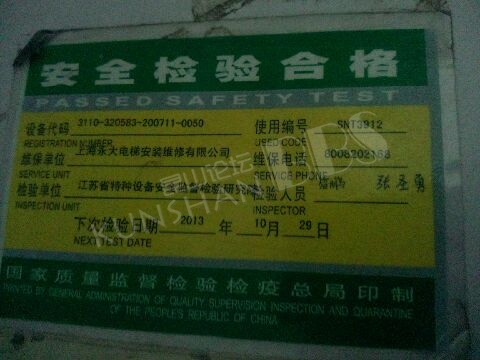 安全检验合格
PASSED SAFETY TEST
设备代码 3110-320583-200711-0050 使用编号 SNT3912
REGISTRATION NUMBER USED CODE
维保单位 上海永大电梯安装维修有限公司 维保电话 8008202168
SERVICE UNIT SERVICE PHONE
检验单位 江苏省特种设备安全监督检验研究院 检验人员 张圣勇
INSPECTION UNIT INSPECTOR
下次检验日期 2013 年 10 月 29 日
NEXT TEST DATE
国家质量监督检验检疫总局印制
PRINTED BY GENERAL ADMINISTRATION OF QUALITY SUPERVISION INSPECTION AND QUARANTINE
OF THE PEOPLE'S REPUBLIC OF CHINA
昆山论坛
KUNSHAN